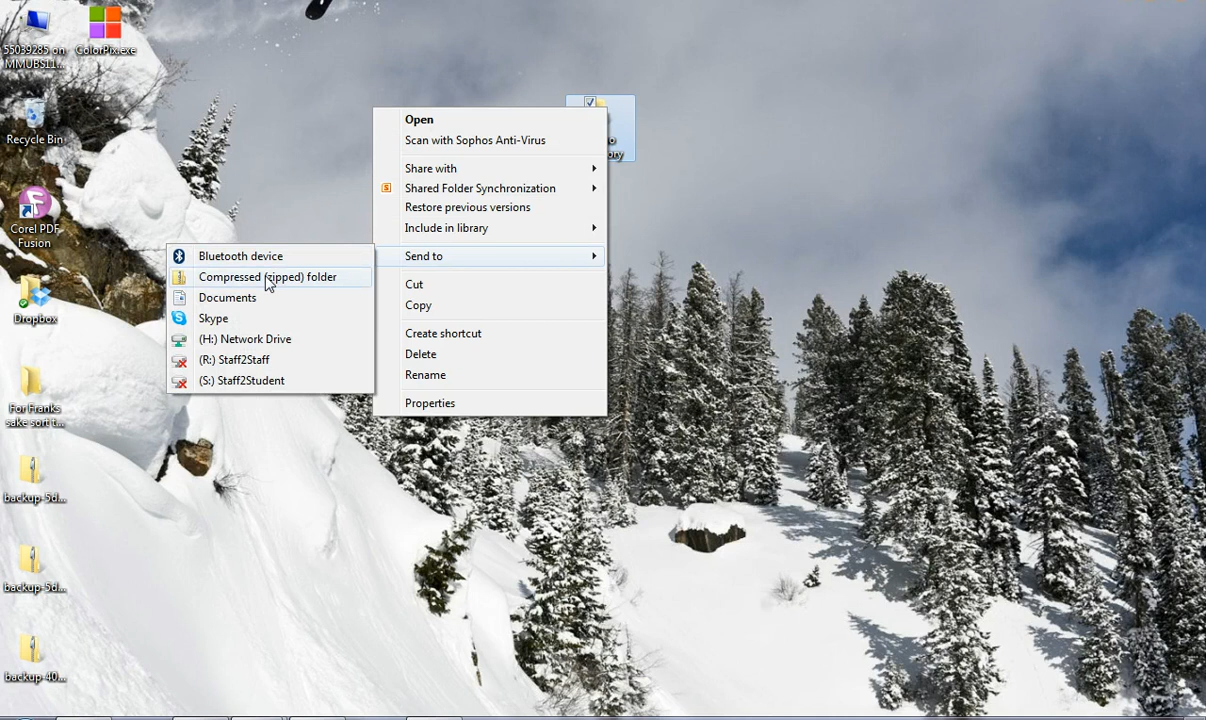 55039285 on
MMUBS11...
ColorPix.exe
Recycle Bin
Corel PDF
Fusion
Dropbox
For Franks
sake sort t...
backup-5d...
backup-5d...
backup-40...
Open
Scan with Sophos Anti-Virus
Share with
Shared Folder Synchronization
Restore previous versions
Include in library
Send to
Cut
Copy
Create shortcut
Delete
Rename
Properties
Bluetooth device
Compressed (zipped) folder
Documents
Skype
(H:) Network Drive
(R:) Staff2Staff
(S:) Staff2Student